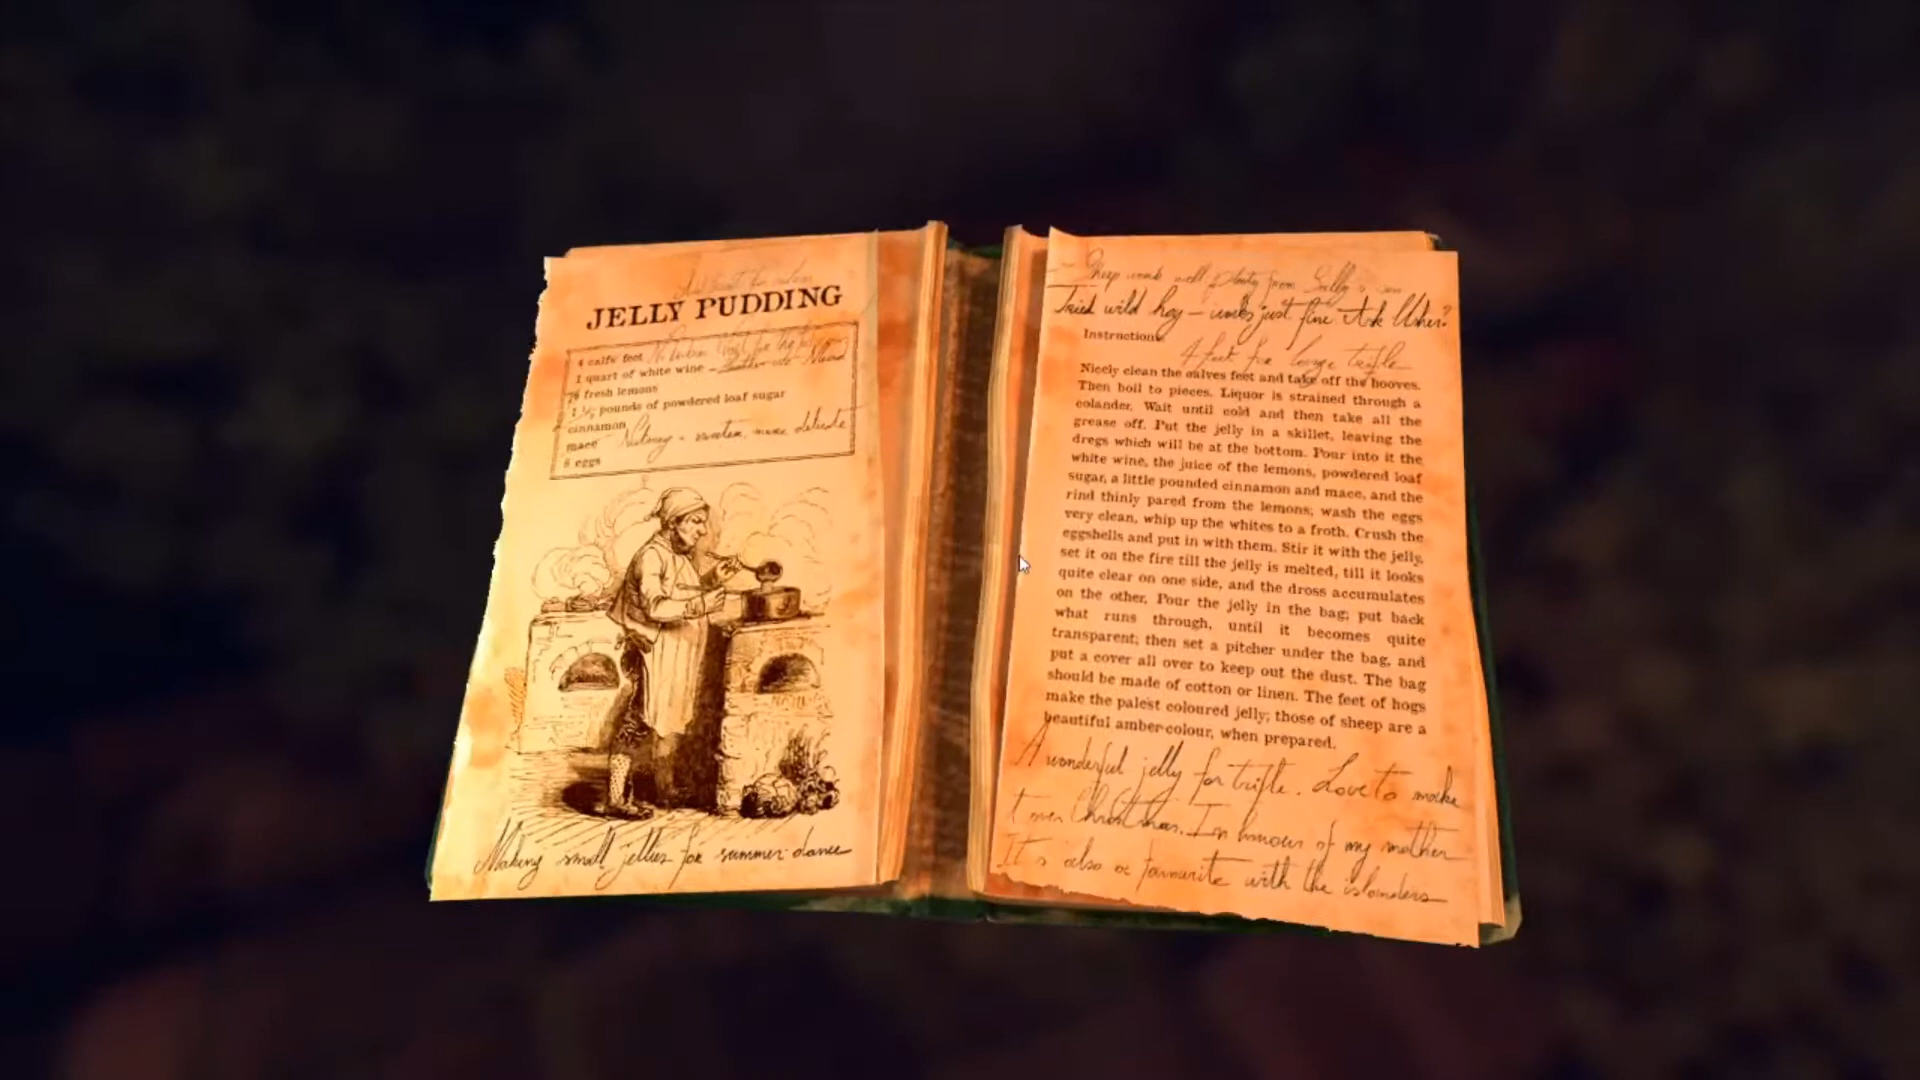 JELLY PUDDING
4 calfs feet
1 quart of white wine
fresh lemons
1 ½ pounds of powdered loaf sugar
cinnamon
mace Nutmeg - sweeter, more delicate
8 eggs
Making small jellies for summer dance
Sheep work well plenty from Sally's
Tried wild hog - works just fine. Ask Usher?
Instructions
4 feet for large trifle
Nicely clean the calves feet and take off the hooves.
Then boil to pieces. Liquor is strained through a
colander. Wait until cold and then take all the
grease off. Put the jelly in a skillet, leaving the
dregs which will be at the bottom. Pour into it the
white wine, the juice of the lemons, powdered loaf
sugar, a little pounded cinnamon and mace, and the
rind thinly pared from the lemons; wash the eggs
very clean, whip up the whites to a froth. Crush the
eggshells and put in with them. Stir it with the jelly,
set it on the fire till the jelly is melted, till it looks
quite clear on one side, and the dross accumulates
on the other. Pour the jelly in the bag; put back
what runs through, until it becomes quite
transparent; then set a pitcher under the bag, and
put a cover all over to keep out the dust. The bag
should be made of cotton or linen. The feet of hogs
make the palest coloured jelly; those of sheep are a
beautiful amber-colour, when prepared.
A wonderful jelly for trifle. Love to make
t over Christmas. In honour of my mother
It's also a favourite with the islanders